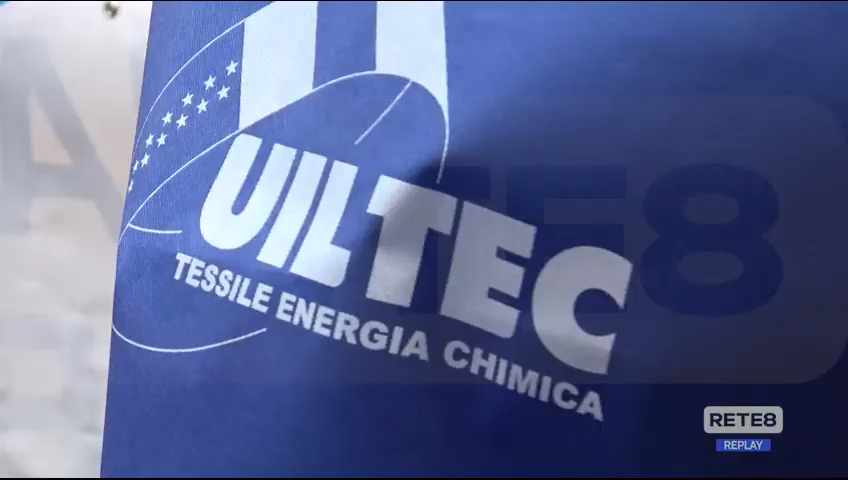 UILTEC
TESSILE ENERGIA CHIMICA
RETE8
REPLAY